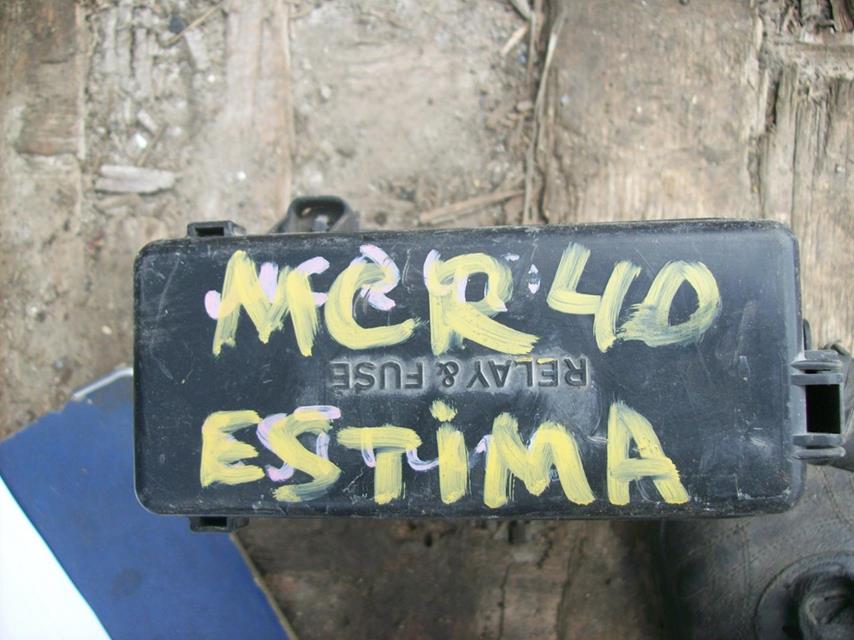 MCR40
RELAY & FUSE
ESTIMA